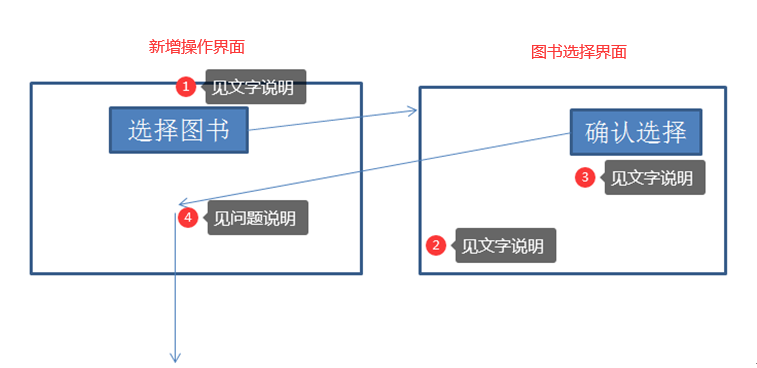 新增操作界面
图书选择界面
1 见文字说明
选择图书
确认选择
3 见文字说明
4 见问题说明
2 见文字说明